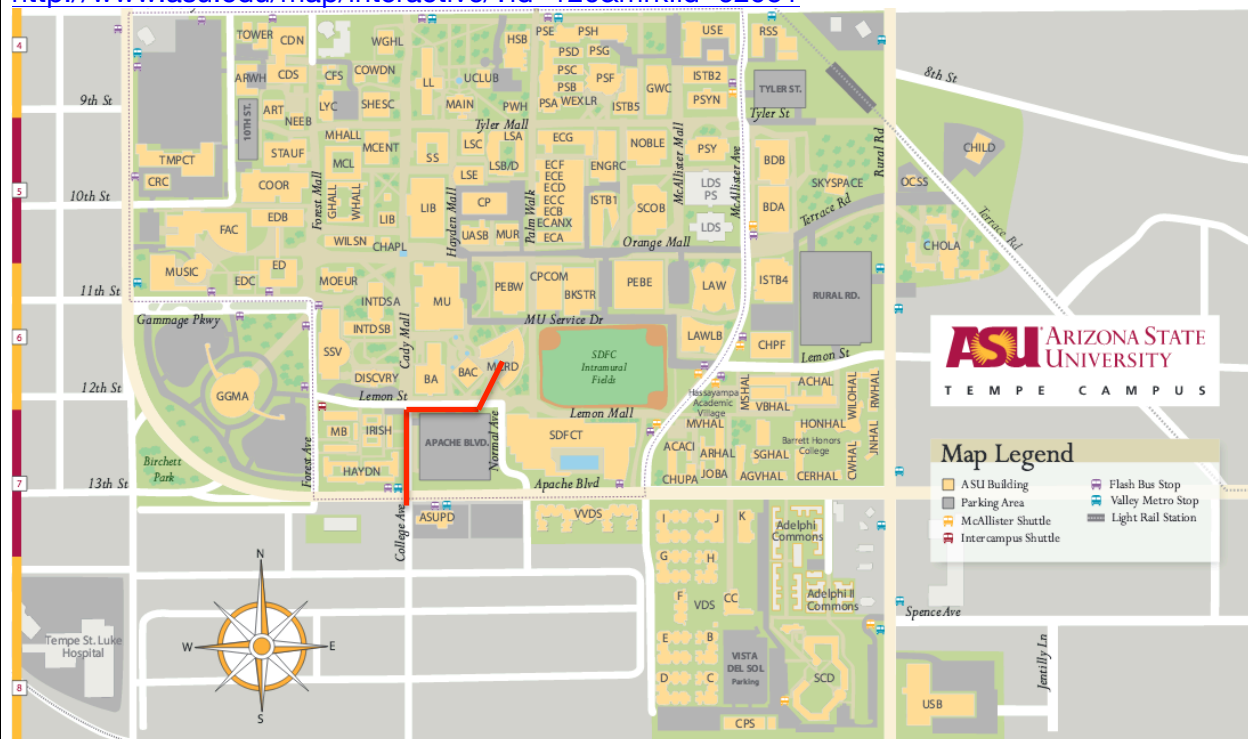 4
TOWER
CDN
WGHL
HSB
PSE
PSH
USE
RSS
PSD
PSG
ARWH
CDS
CFS
COWDN
LL
UCLUB
PSC
PSF
GWC
ISTB2
8th St
PSB
TYLER ST.
9th St
10TH ST.
ART
LYC
SHESC
MAIN
PWH
PSA
WEXLR
ISTB5
PSYN
NEEB
Tyler Mall
Tyler St
MHALL
LSC
LSA
ECG
NOBLE
McAllister Mall
McAllister Ave
Rural Rd
STAUF
MCL
MCENT
SS
LSB/D
PSY
BDB
CHILD
TMPCT
ECF
ENGRC
ECE
5
CRC
COOR
Forest Mall
GHALL
WHALL
LSE
ECD
LDS
PS
SKYSPACE
OCSS
10th St
LIB
LIB
Hayden Mall
CP
Palm Walk
ECC
ISTB1
SCOB
BDA
Terrace Rd
EDB
ECB
ECANX
LDS
Terrace Rd
FAC
WILSN
CHAPL
UASB
MUR
ECA
Orange Mall
CHOLA
MUSIC
EDC
ED
MOEUR
MU
PEBW
CPCOM
PEBE
LAW
ISTB4
RURAL RD.
11th St
INTDSA
BKSTR
Gammage Pkwy
INTDSB
Cady Mall
MU Service Dr
6
SSV
LAWLB
CHPF
ASU ARIZONA STATE
UNIVERSITY
SDFC
Intramural
Fields
Lemon St
DISCVRY
BA
BAC
TEMPE CAMPUS
12th St
GGMA
Lemon St
Hassayampa
Academic
Village
MSHAL
VBHAL
ACHAL
WILOHAL
RWHAL
Lemon Mall
MB
IRISH
APACHE BLVD.
Normal Ave
SDFCT
MVHAL
HONHAL
ACACI
ARHAL
SGHAL
Barrett Honors
College
CWHAL
JNHAL
Map Legend
Birchett
Park
Forest Ave
HAYDN
JOBA
CHUPA
AGVHAL
CERHAL
7
13th St
Apache Blvd
ASU Building
Flash Bus Stop
Parking Area
Valley Metro Stop
McAllister Shuttle
Light Rail Station
Intercampus Shuttle
College Ave
ASUPD
VVDS
I
J
K
Adelphi
Commons
G
H
N
F
VDS
CC
Adelphi II
Commons
Spence Ave
W
E
S
Tempe St. Luke
Hospital
E
B
VISTA
DEL SOL
Parking
Jentilly Ln
D
C
SCD
8
USB
CPS